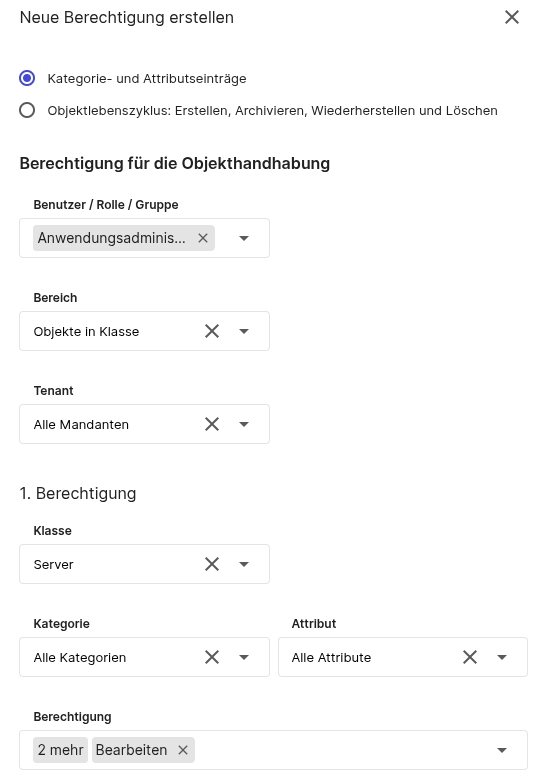 Neue Berechtigung erstellen
Kategorie- und Attributseinträge
Objektlebenszyklus: Erstellen, Archivieren, Wiederherstellen und Löschen
Berechtigung für die Objekthandhabung
Benutzer / Rolle / Gruppe
Anwendungsadminis...
Bereich
Objekte in Klasse
Tenant
Alle Mandanten
1. Berechtigung
Klasse
Server
Kategorie Attribut
Alle Kategorien Alle Attribute
Berechtigung
2 mehr Bearbeiten